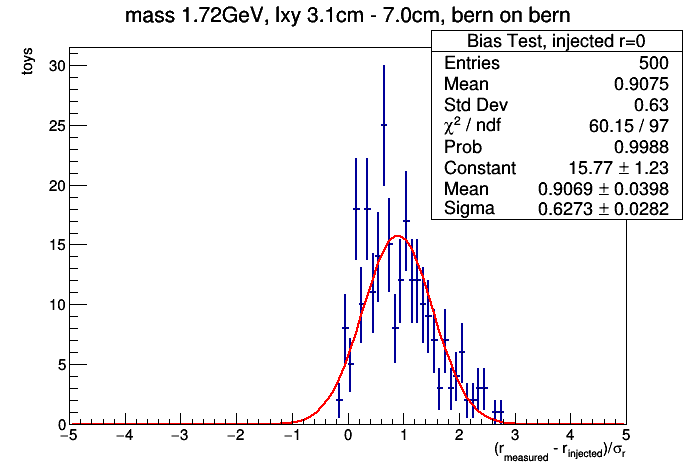 mass 1.72GeV, lxy 3.1cm - 7.0cm, bern on bern
toys
Bias Test, injected r=0
Entries 500
Mean 0.9075
Std Dev 0.63
χ² / ndf 60.15 / 97
Prob 0.9988
Constant 15.77 ± 1.23
Mean 0.9069 ± 0.0398
Sigma 0.6273 ± 0.0282
30
25
20
15
10
5
0
−5 −4 −3 −2 −1 0 1 2 3 4 5
(r_measured - r_injected)/σ_r